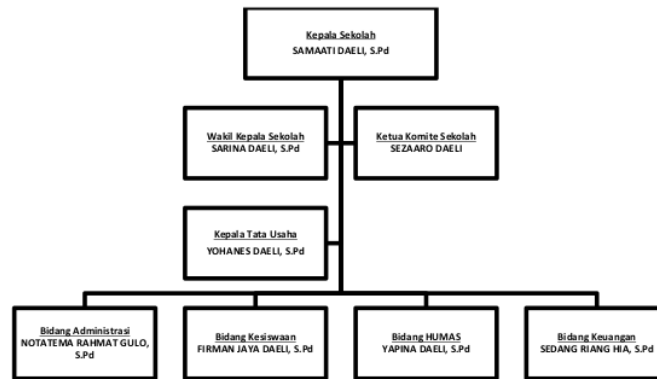 Kepala Sekolah
SAMAATI DAELI, S.Pd
Wakil Kepala Sekolah
SARINA DAELI, S.Pd
Ketua Komite Sekolah
SEZAARO DAELI
Kepala Tata Usaha
YOHANES DAELI, S.Pd
Bidang Administrasi
NOTATEMA RAHMAT GULO,
S.Pd
Bidang Kesiswaan
FIRMAN JAYA DAELI, S.Pd
Bidang HUMAS
YAPINA DAELI, S.Pd
Bidang Keuangan
SEDANG RIANG HIA, S.Pd